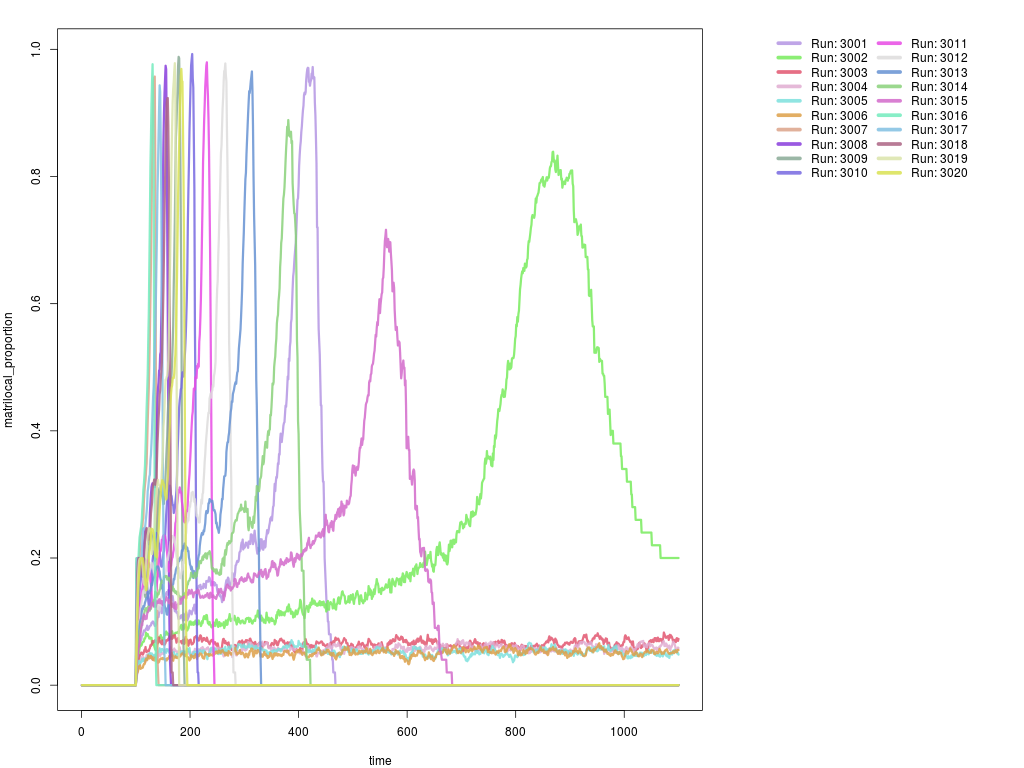 1.0
0.8
0.6
0.4
0.2
0.0
matrilocal_proportion
0 200 400 600 800 1000
time
Run: 3001 Run: 3011
Run: 3002 Run: 3012
Run: 3003 Run: 3013
Run: 3004 Run: 3014
Run: 3005 Run: 3015
Run: 3006 Run: 3016
Run: 3007 Run: 3017
Run: 3008 Run: 3018
Run: 3009 Run: 3019
Run: 3010 Run: 3020